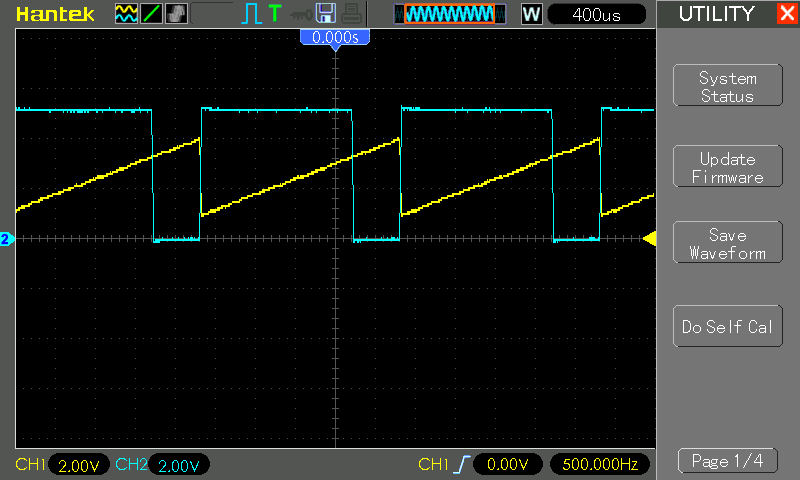 Hantek T W 400us UTILITY X
0.000s
System
Status
Update
Firmware
Save
Waveform
2
Do Self Cal
CH1 2.00V CH2 2.00V CH1 0.00V 500.000Hz Page 1/4